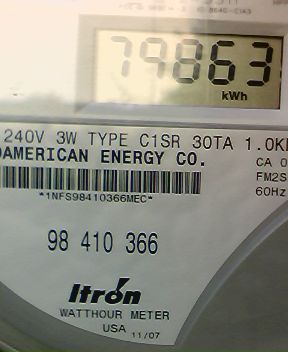 79863
kWh
240V 3W TYPE C1SR 30TA 1.0K
AMERICAN ENERGY CO.
CA 0
FM2S
*1NFS98410366MEC*
60Hz
98 410 366
Itron
WATTHOUR METER
USA 11/07